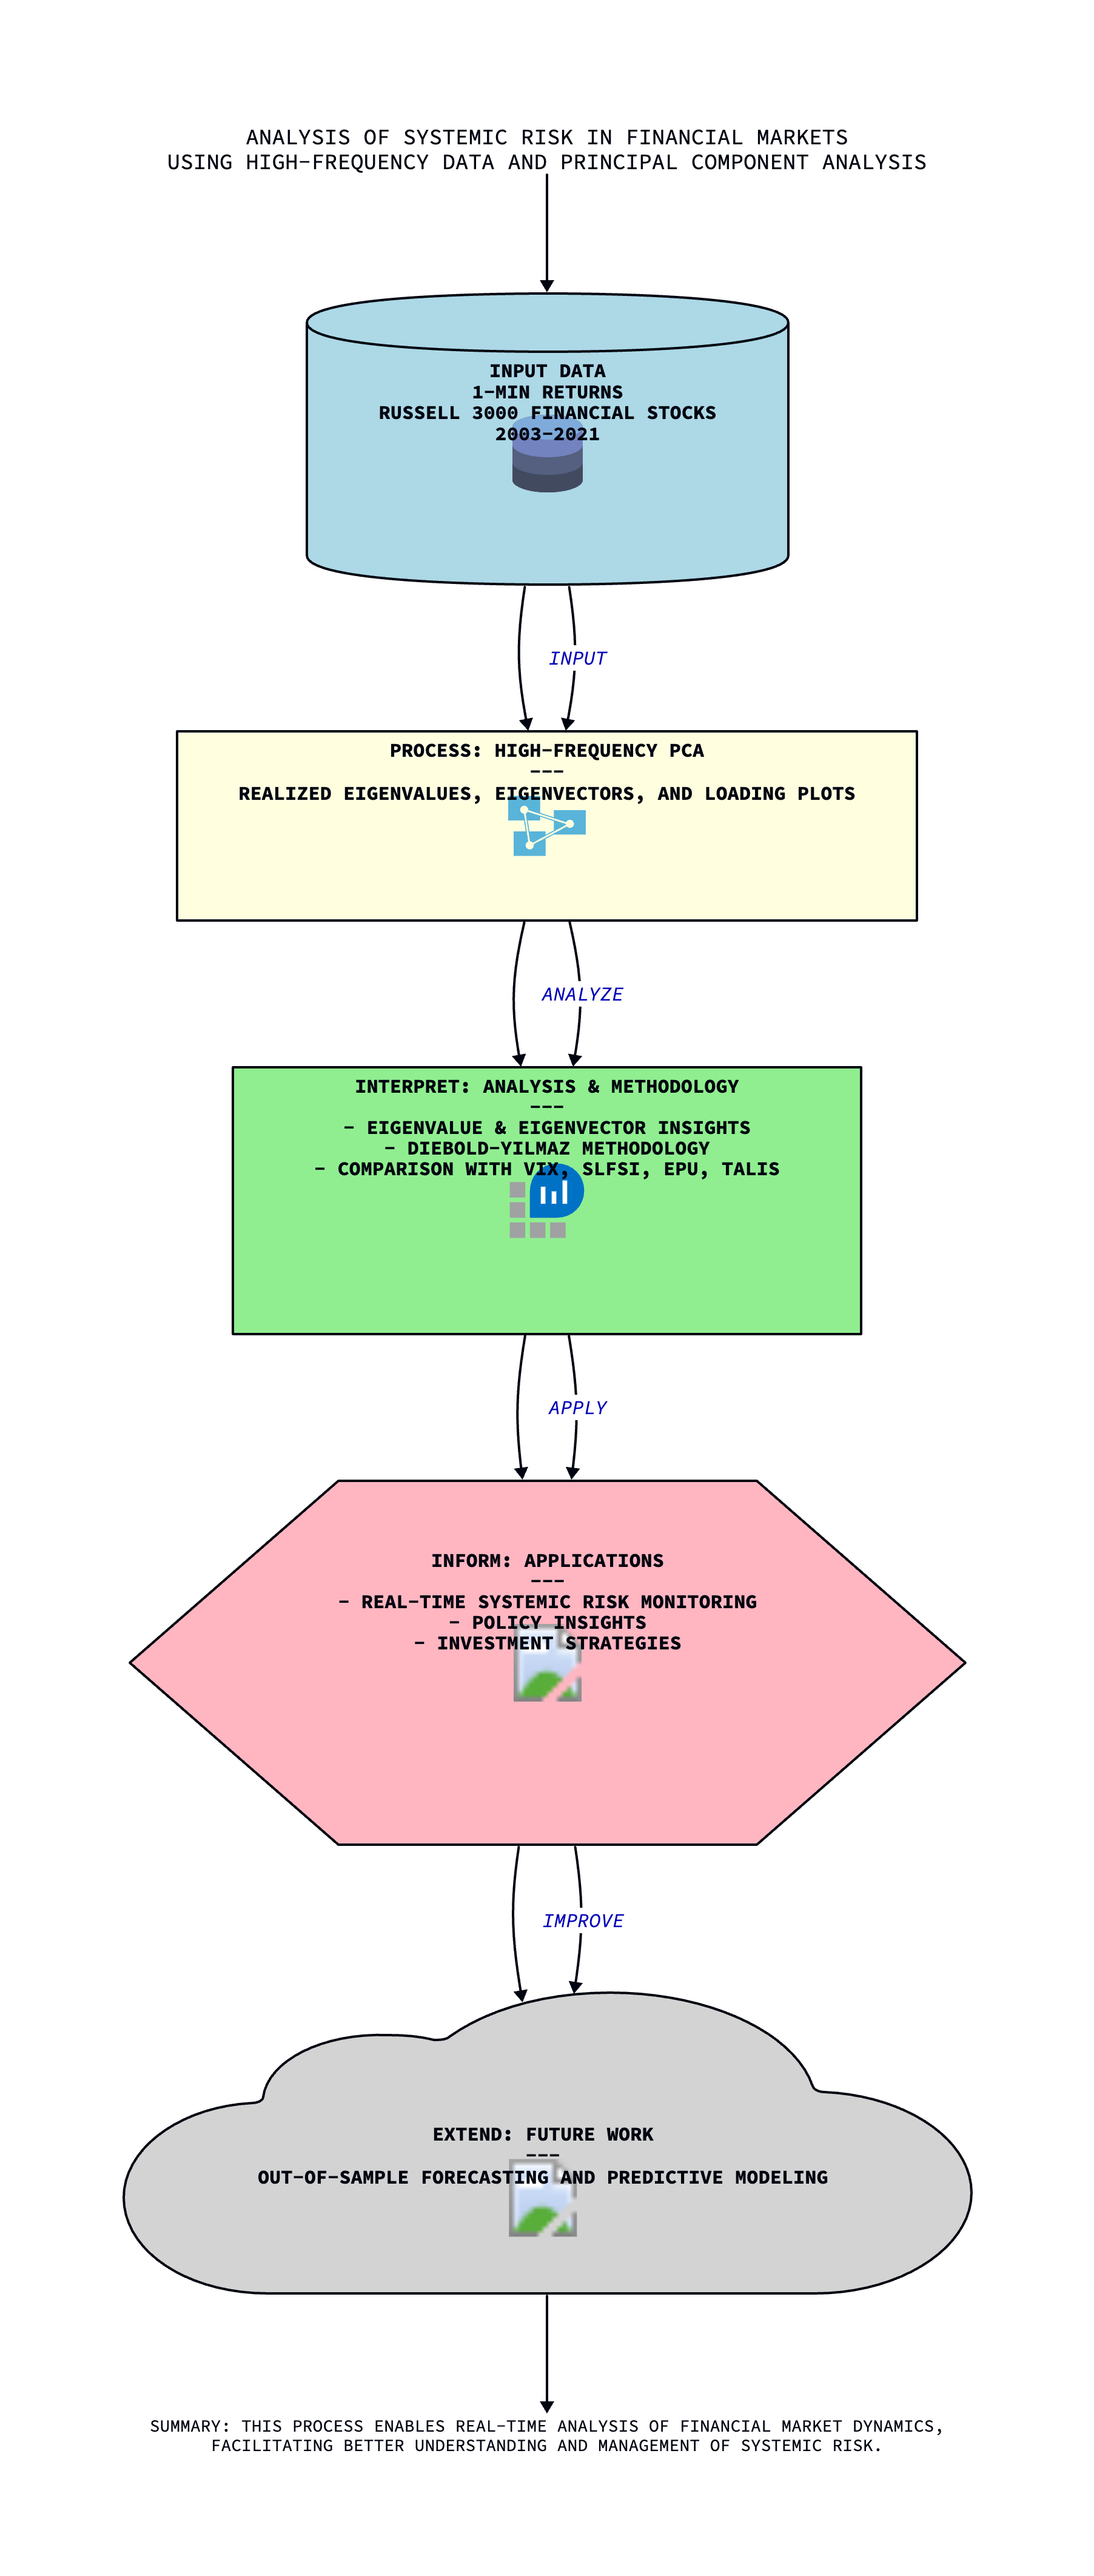 ANALYSIS OF SYSTEMIC RISK IN FINANCIAL MARKETS
USING HIGH-FREQUENCY DATA AND PRINCIPAL COMPONENT ANALYSIS
INPUT DATA
1-MIN RETURNS
RUSSELL 3000 FINANCIAL STOCKS
2003-2021
INPUT
PROCESS: HIGH-FREQUENCY PCA
---
REALIZED EIGENVALUES, EIGENVECTORS, AND LOADING PLOTS
ANALYZE
INTERPRET: ANALYSIS & METHODOLOGY
---
- EIGENVALUE & EIGENVECTOR INSIGHTS
- DIEBOLD-YILMAZ METHODOLOGY
- COMPARISON WITH VIX, SLFSI, EPU, TALIS
APPLY
INFORM: APPLICATIONS
---
- REAL-TIME SYSTEMIC RISK MONITORING
- POLICY INSIGHTS
- INVESTMENT STRATEGIES
IMPROVE
EXTEND: FUTURE WORK
---
OUT-OF-SAMPLE FORECASTING AND PREDICTIVE MODELING
SUMMARY: THIS PROCESS ENABLES REAL-TIME ANALYSIS OF FINANCIAL MARKET DYNAMICS,
FACILITATING BETTER UNDERSTANDING AND MANAGEMENT OF SYSTEMIC RISK.